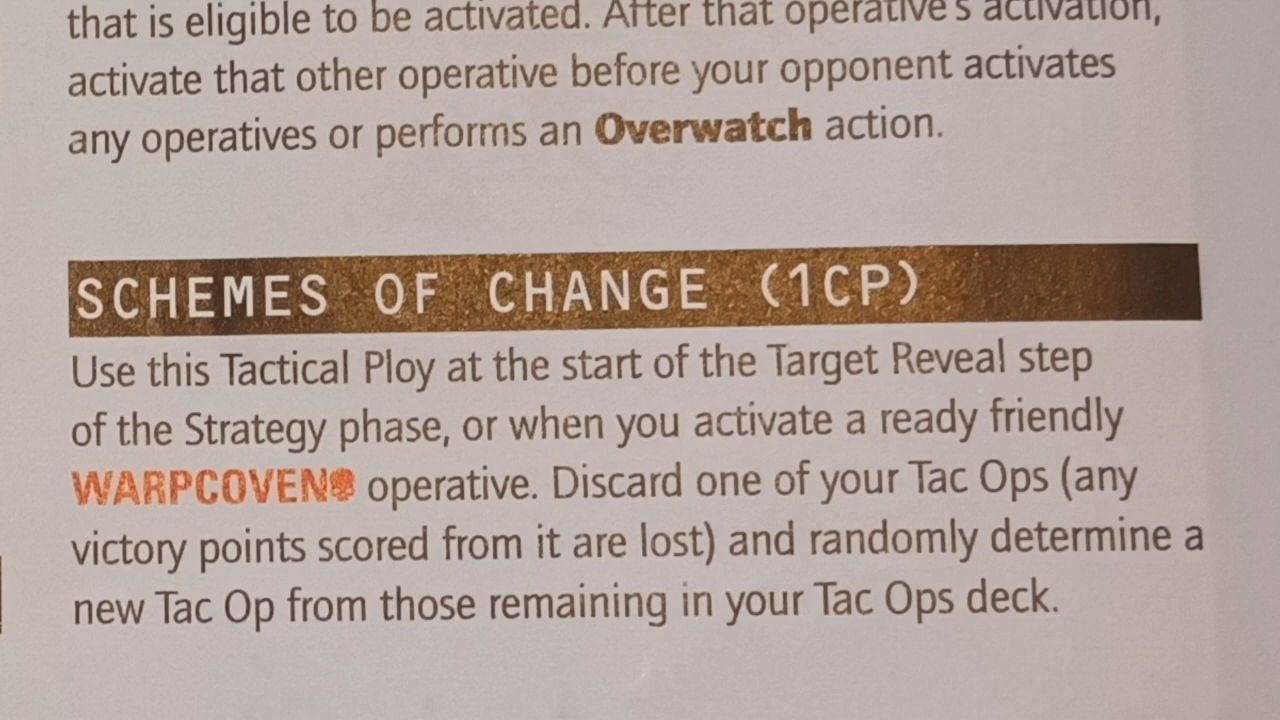 that is eligible to be activated. After that operative's activation,
activate that other operative before your opponent activates
any operatives or performs an Overwatch action.
SCHEMES OF CHANGE (1CP)
Use this Tactical Ploy at the start of the Target Reveal step
of the Strategy phase, or when you activate a ready friendly
WARPCOVEN operative. Discard one of your Tac Ops (any
victory points scored from it are lost) and randomly determine a
new Tac Op from those remaining in your Tac Ops deck.